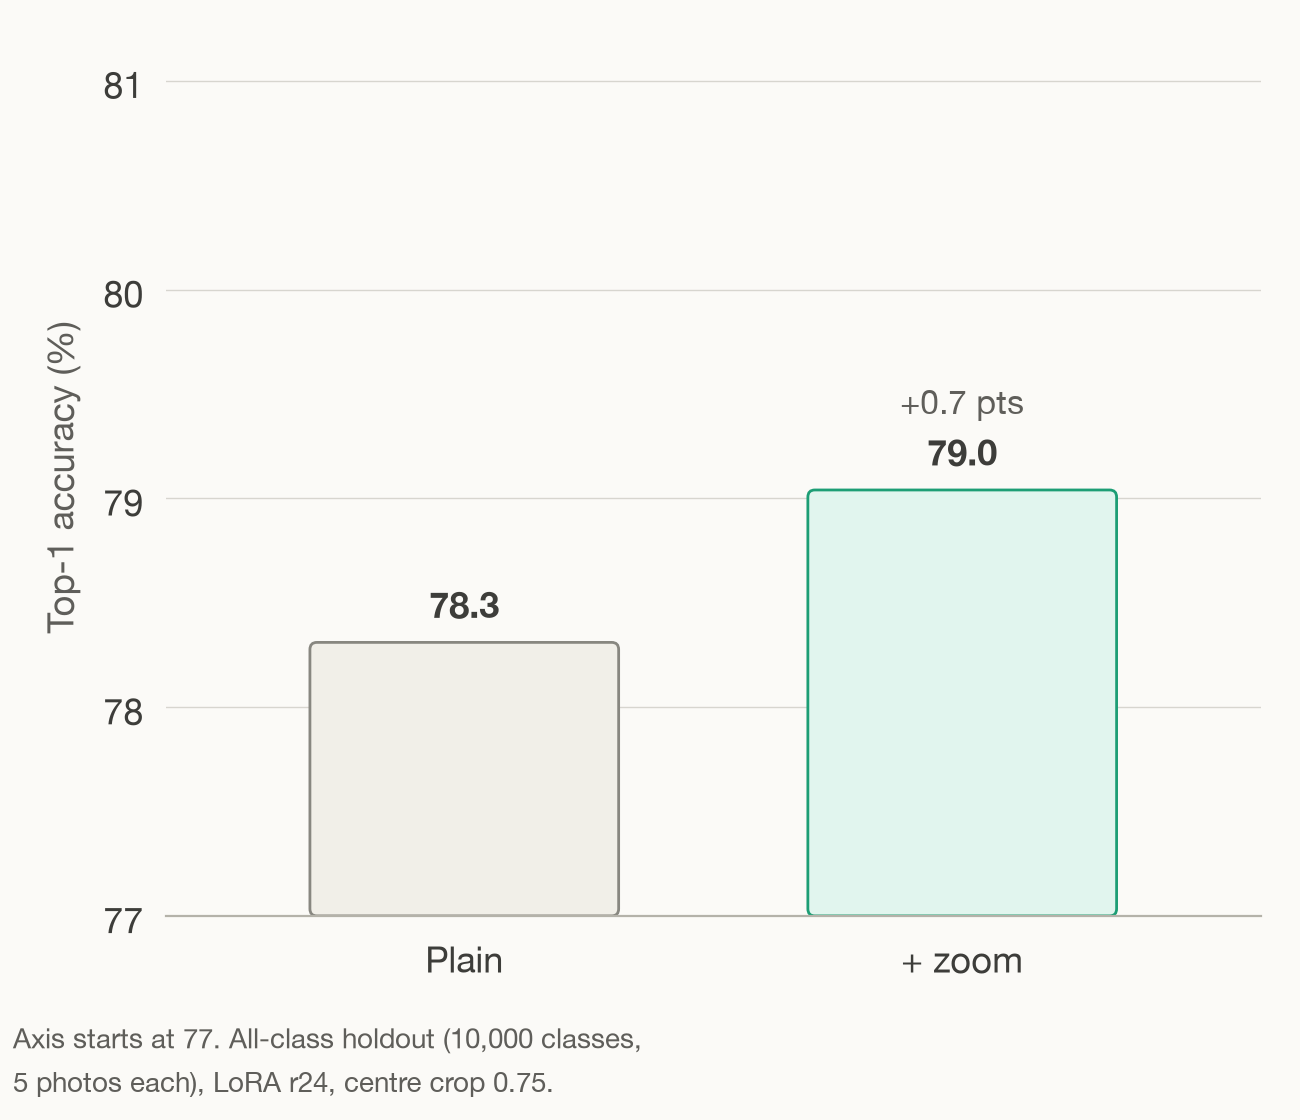 81
80
79
78
77
Top-1 accuracy (%)
+0.7 pts
79.0
78.3
Plain
+ zoom
Axis starts at 77. All-class holdout (10,000 classes,
5 photos each), LoRA r24, centre crop 0.75.